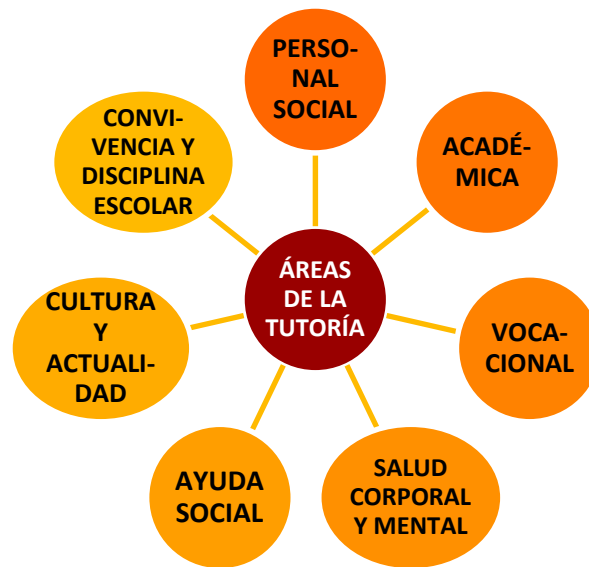 PERSO-
NAL
SOCIAL
ACADÉ-
MICA
VOCA-
CIONAL
SALUD
CORPORAL
Y MENTAL
AYUDA
SOCIAL
CULTURA
Y
ACTUALI-
DAD
CONVI-
VENCIA Y
DISCIPLINA
ESCOLAR
ÁREAS
DE LA
TUTORÍA